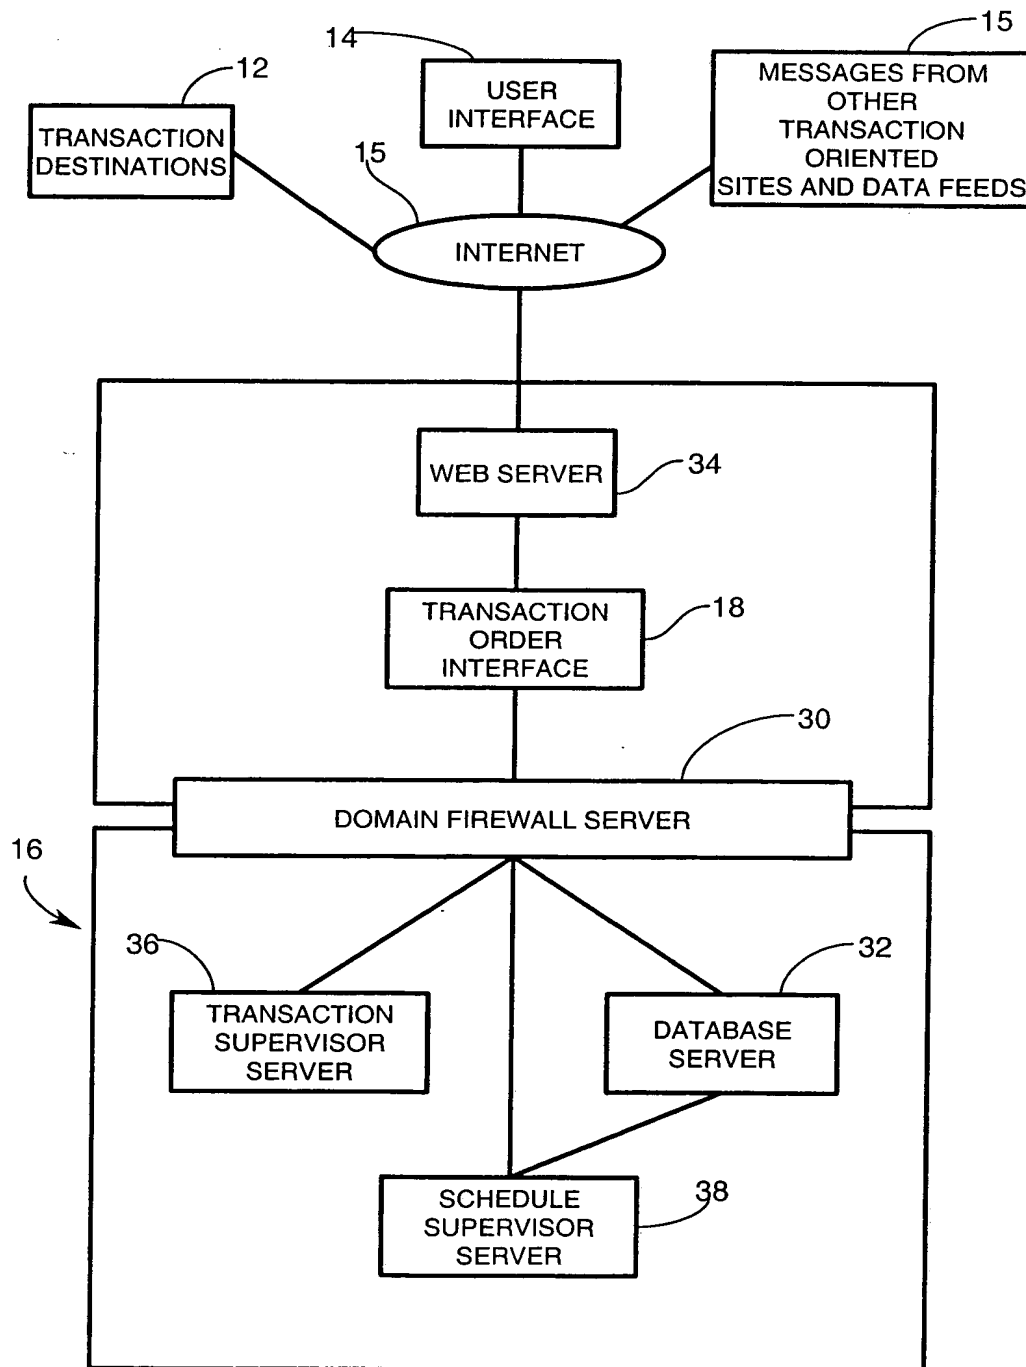 14
15
12
USER
INTERFACE
MESSAGES FROM
OTHER
TRANSACTION
ORIENTED
SITES AND DATA FEEDS
TRANSACTION
DESTINATIONS
15
INTERNET
WEB SERVER
34
TRANSACTION
ORDER
INTERFACE
18
30
DOMAIN FIREWALL SERVER
16
36
32
TRANSACTION
SUPERVISOR
SERVER
DATABASE
SERVER
SCHEDULE
SUPERVISOR
SERVER
38